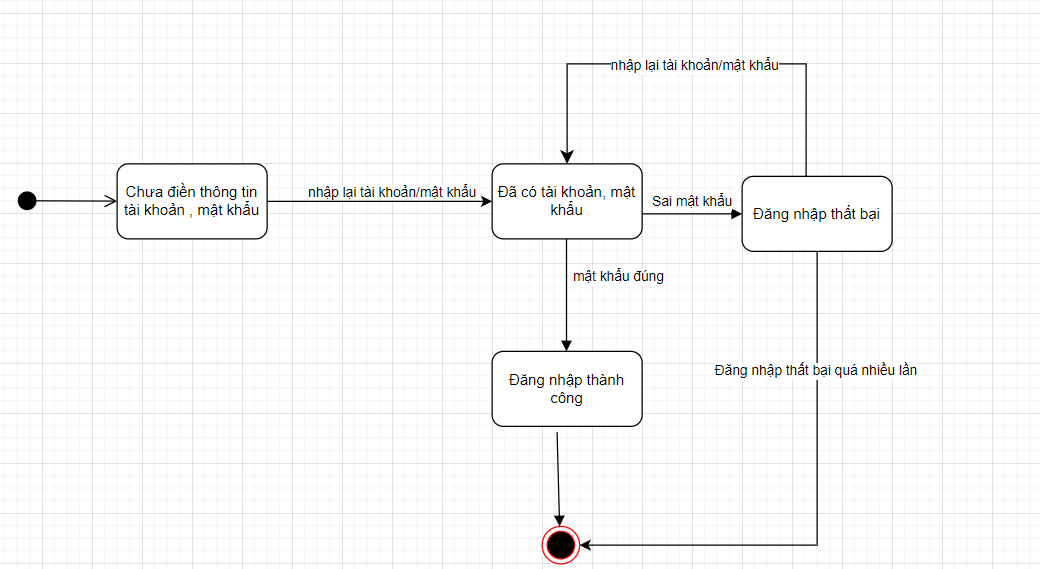 nhập lại tài khoản/mật khẩu
Chưa điền thông tin
tài khoản , mật khẩu
nhập lại tài khoản/mật khẩu
Đã có tài khoản, mật
khẩu
Sai mật khẩu
Đăng nhập thất bại
mật khẩu đúng
Đăng nhập thành
công
Đăng nhập thất bại quá nhiều lần